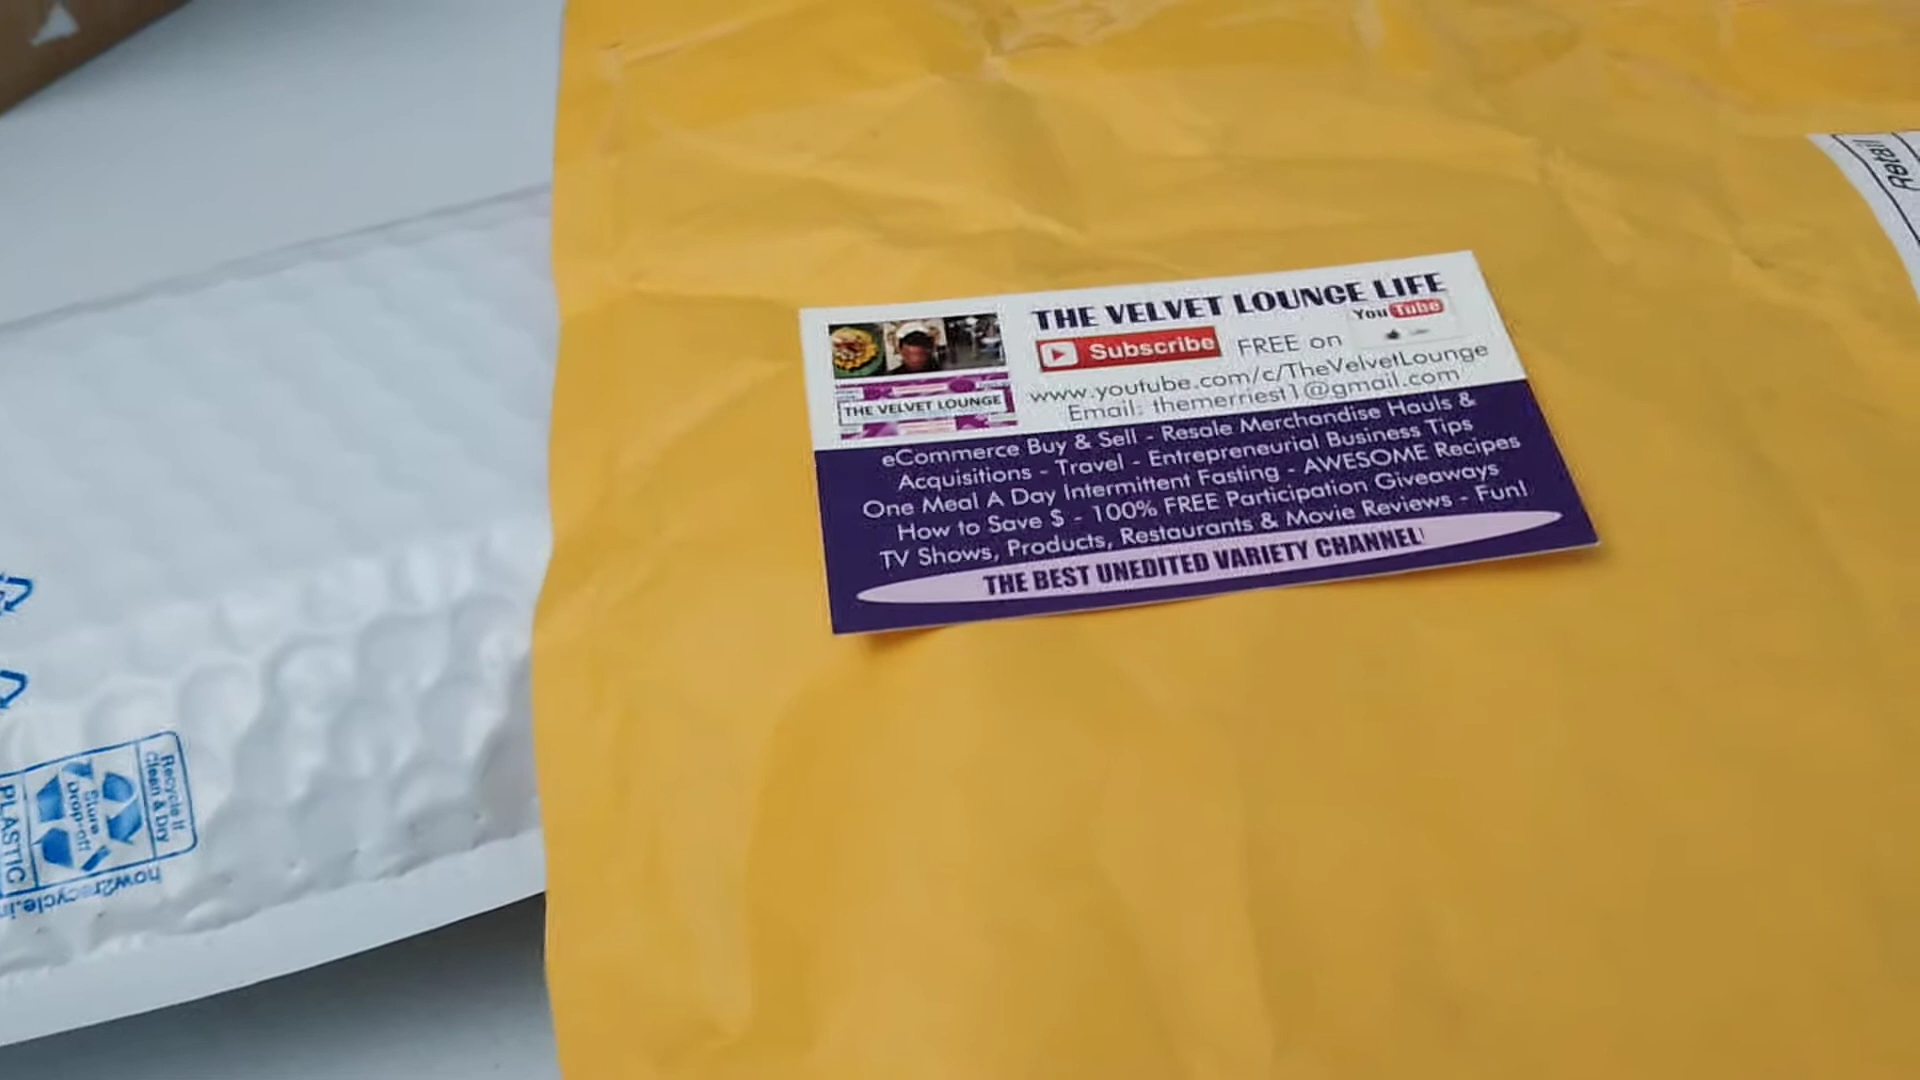 THE VELVET LOUNGE LIFE
YouTube
Subscribe FREE on
www.youtube.com/c/TheVelvetLounge
Email: themerriest1@gmail.com
THE VELVET LOUNGE
eCommerce Buy & Sell - Resale Merchandise Hauls &
Acquisitions - Travel - Entrepreneurial Business Tips
One Meal A Day Intermittent Fasting - AWESOME Recipes
How to Save $ - 100% FREE Participation Giveaways
TV Shows, Products, Restaurants & Movie Reviews - Fun!
THE BEST UNEDITED VARIETY CHANNEL!
Retail
Recycle if
Clean & Dry
Store
Drop-off
PLASTIC
how2recycle.in